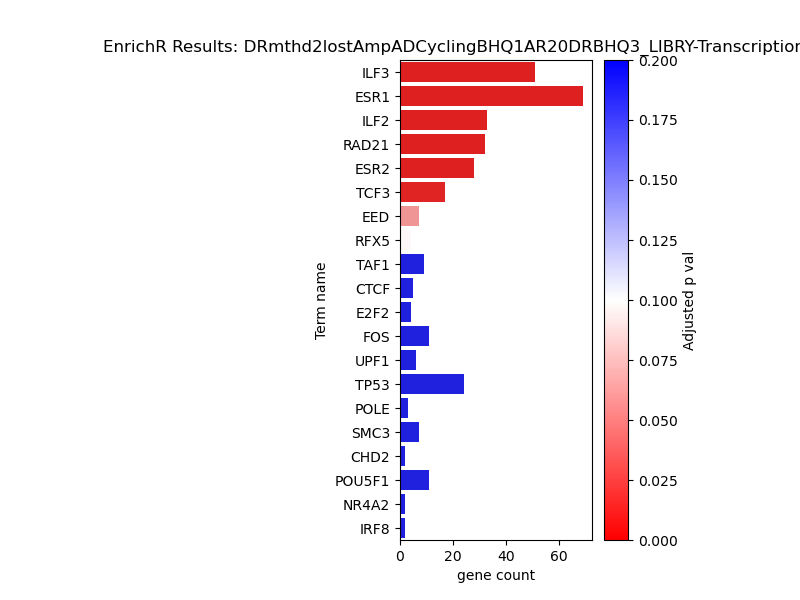 EnrichR Results: DRmthd2lostAmpADCyclingBHQ1AR20DRBHQ3_LIBRY-Transcription
ILF3
ESR1
ILF2
RAD21
ESR2
TCF3
EED
RFX5
TAF1
CTCF
E2F2
FOS
UPF1
TP53
POLE
SMC3
CHD2
POU5F1
NR4A2
IRF8
Term name
0 20 40 60
gene count
0.200
0.175
0.150
0.125
0.100
0.075
0.050
0.025
0.000
Adjusted p val